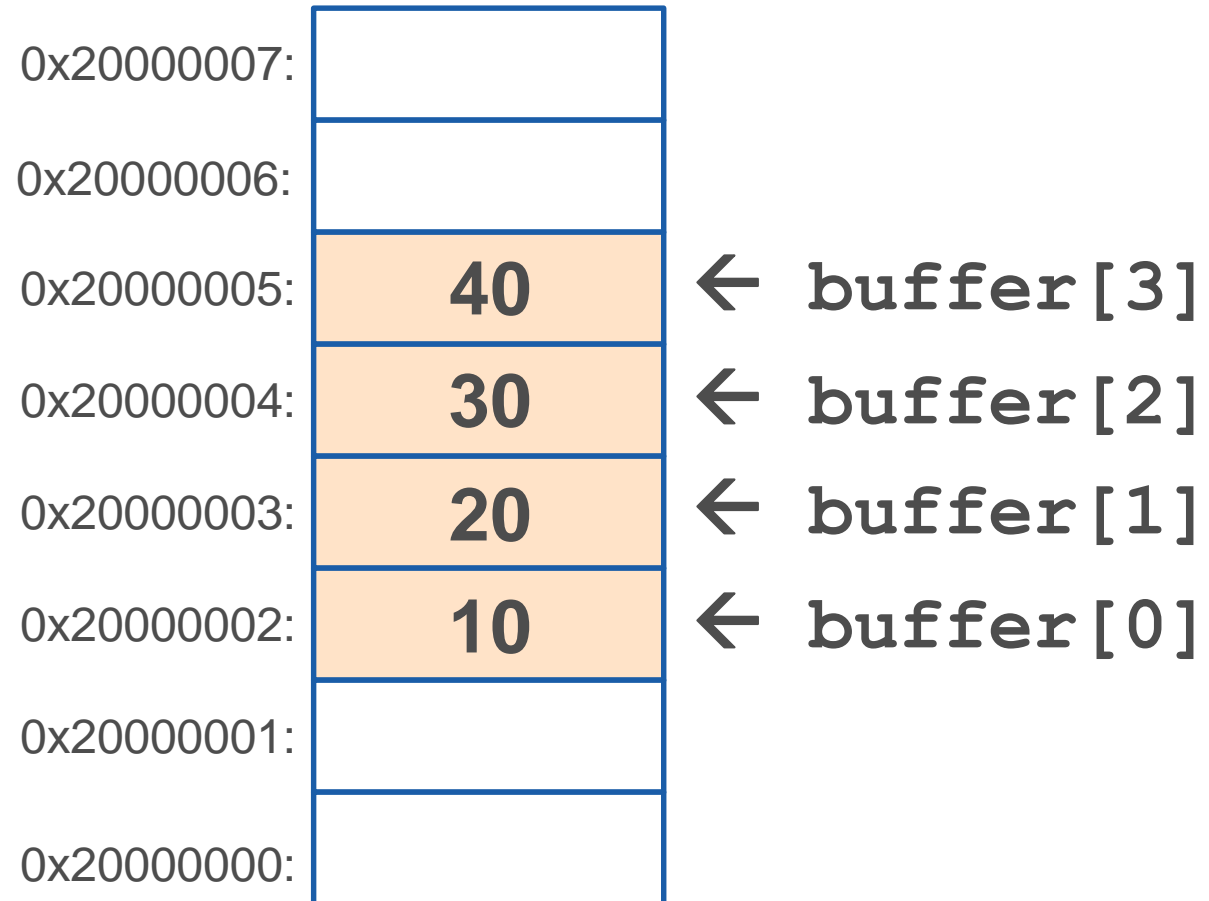 0x20000007:
0x20000006:
0x20000005: 40 ← buffer[3]
0x20000004: 30 ← buffer[2]
0x20000003: 20 ← buffer[1]
0x20000002: 10 ← buffer[0]
0x20000001:
0x20000000: